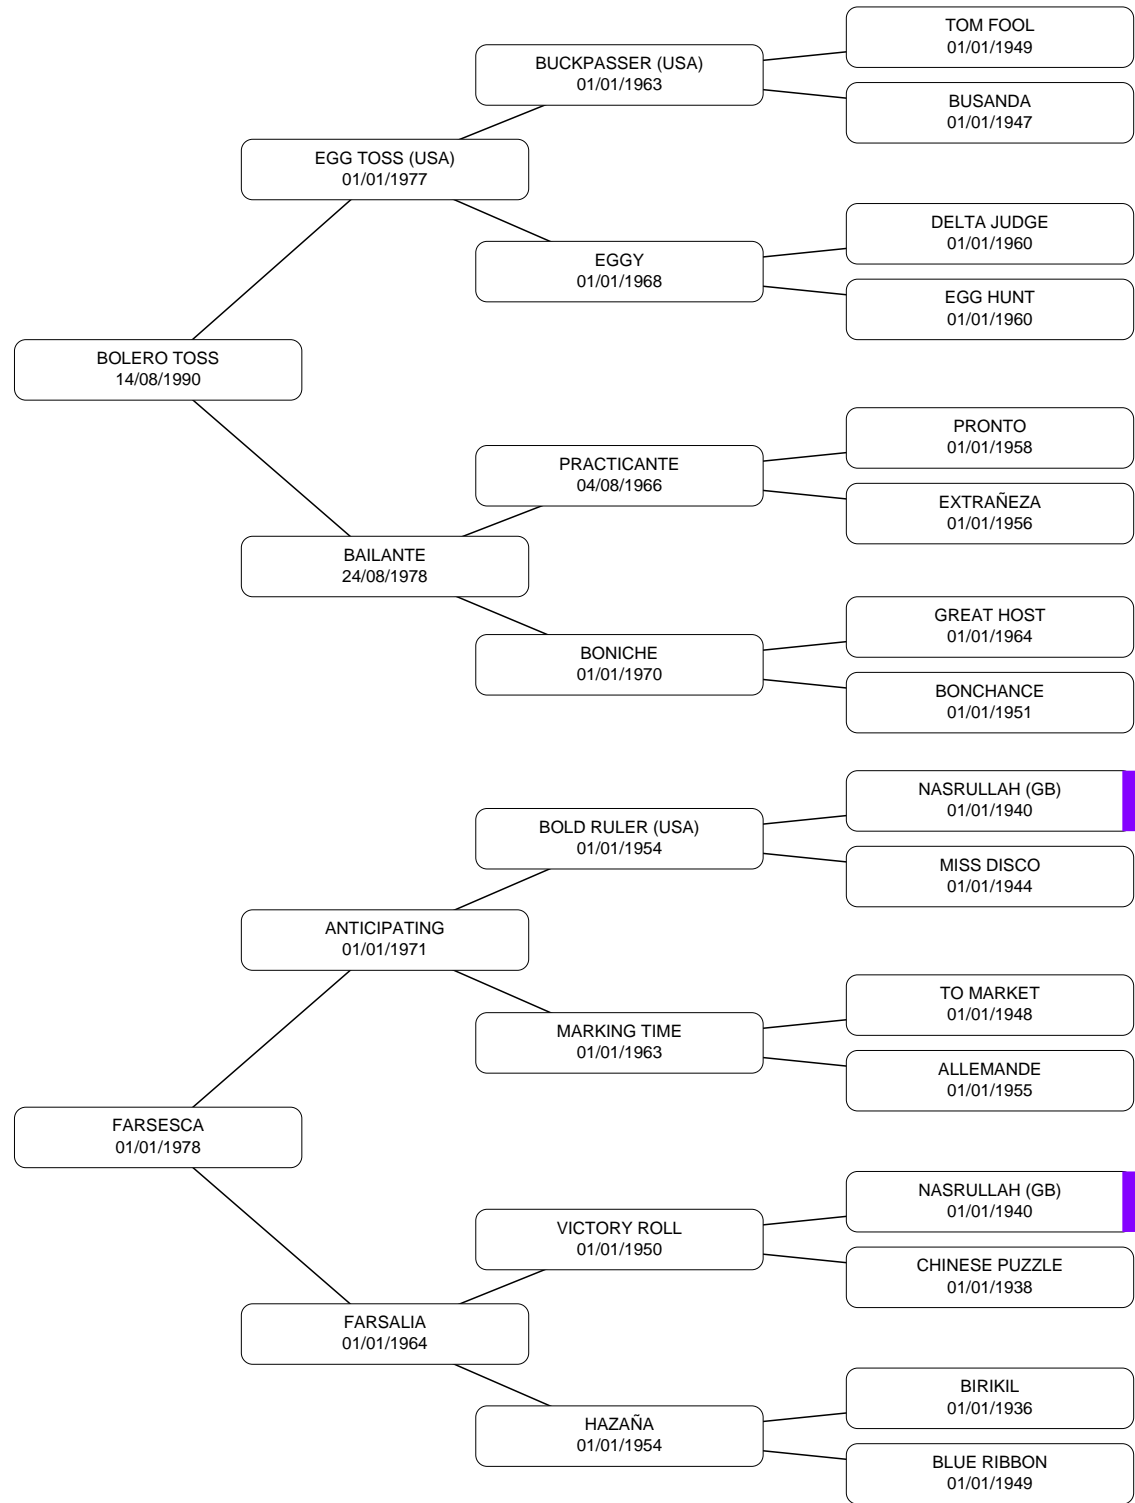 TOM FOOL
01/01/1949
BUCKPASSER (USA)
01/01/1963
BUSANDA
01/01/1947
EGG TOSS (USA)
01/01/1977
DELTA JUDGE
01/01/1960
EGGY
01/01/1968
EGG HUNT
01/01/1960
BOLERO TOSS
14/08/1990
PRONTO
01/01/1958
PRACTICANTE
04/08/1966
EXTRAÑEZA
01/01/1956
BAILANTE
24/08/1978
GREAT HOST
01/01/1964
BONICHE
01/01/1970
BONCHANCE
01/01/1951
NASRULLAH (GB)
01/01/1940
BOLD RULER (USA)
01/01/1954
MISS DISCO
01/01/1944
ANTICIPATING
01/01/1971
TO MARKET
01/01/1948
MARKING TIME
01/01/1963
ALLEMANDE
01/01/1955
FARSESCA
01/01/1978
NASRULLAH (GB)
01/01/1940
VICTORY ROLL
01/01/1950
CHINESE PUZZLE
01/01/1938
FARSALIA
01/01/1964
BIRIKIL
01/01/1936
HAZAÑA
01/01/1954
BLUE RIBBON
01/01/1949